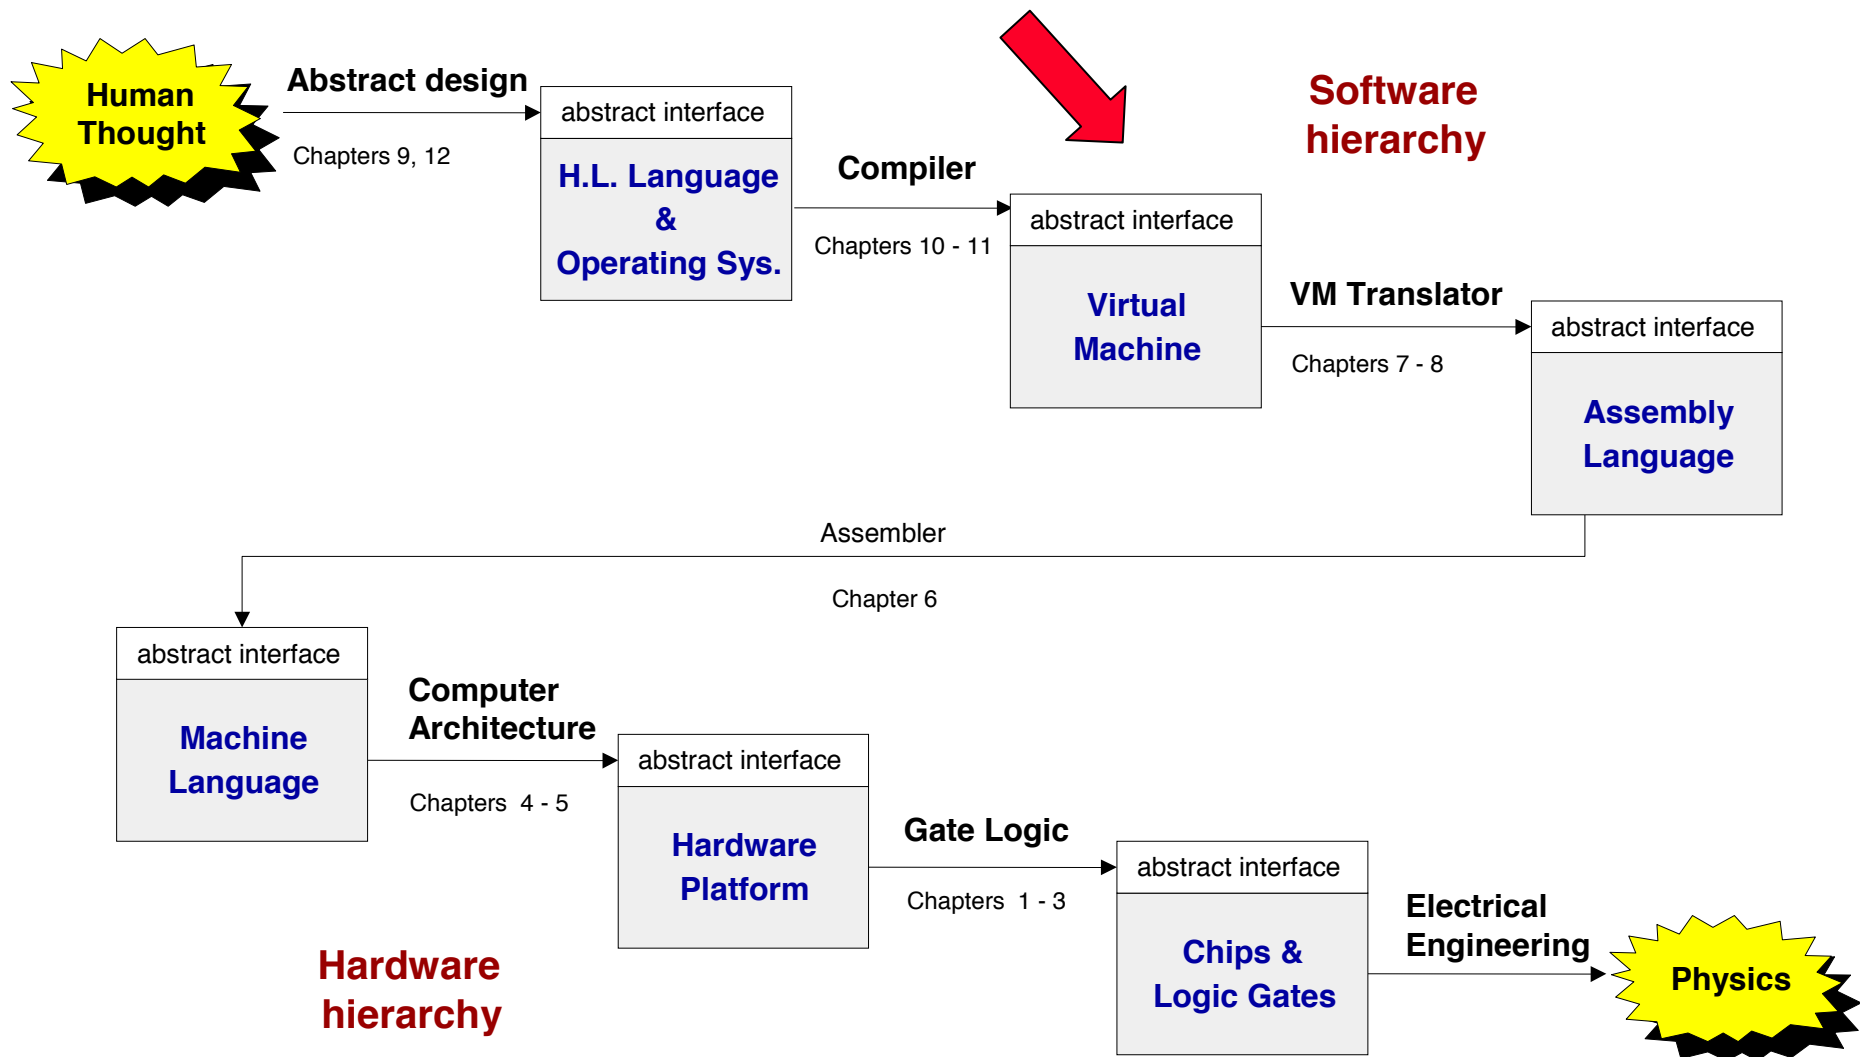 Human
Thought
Abstract design
Chapters 9, 12
abstract interface
H.L. Language
&
Operating Sys.
Compiler
Chapters 10 - 11
Software
hierarchy
abstract interface
Virtual
Machine
VM Translator
Chapters 7 - 8
abstract interface
Assembly
Language
Assembler
Chapter 6
abstract interface
Machine
Language
Computer
Architecture
Chapters 4 - 5
abstract interface
Hardware
Platform
Gate Logic
Chapters 1 - 3
abstract interface
Chips &
Logic Gates
Electrical
Engineering
Physics
Hardware
hierarchy